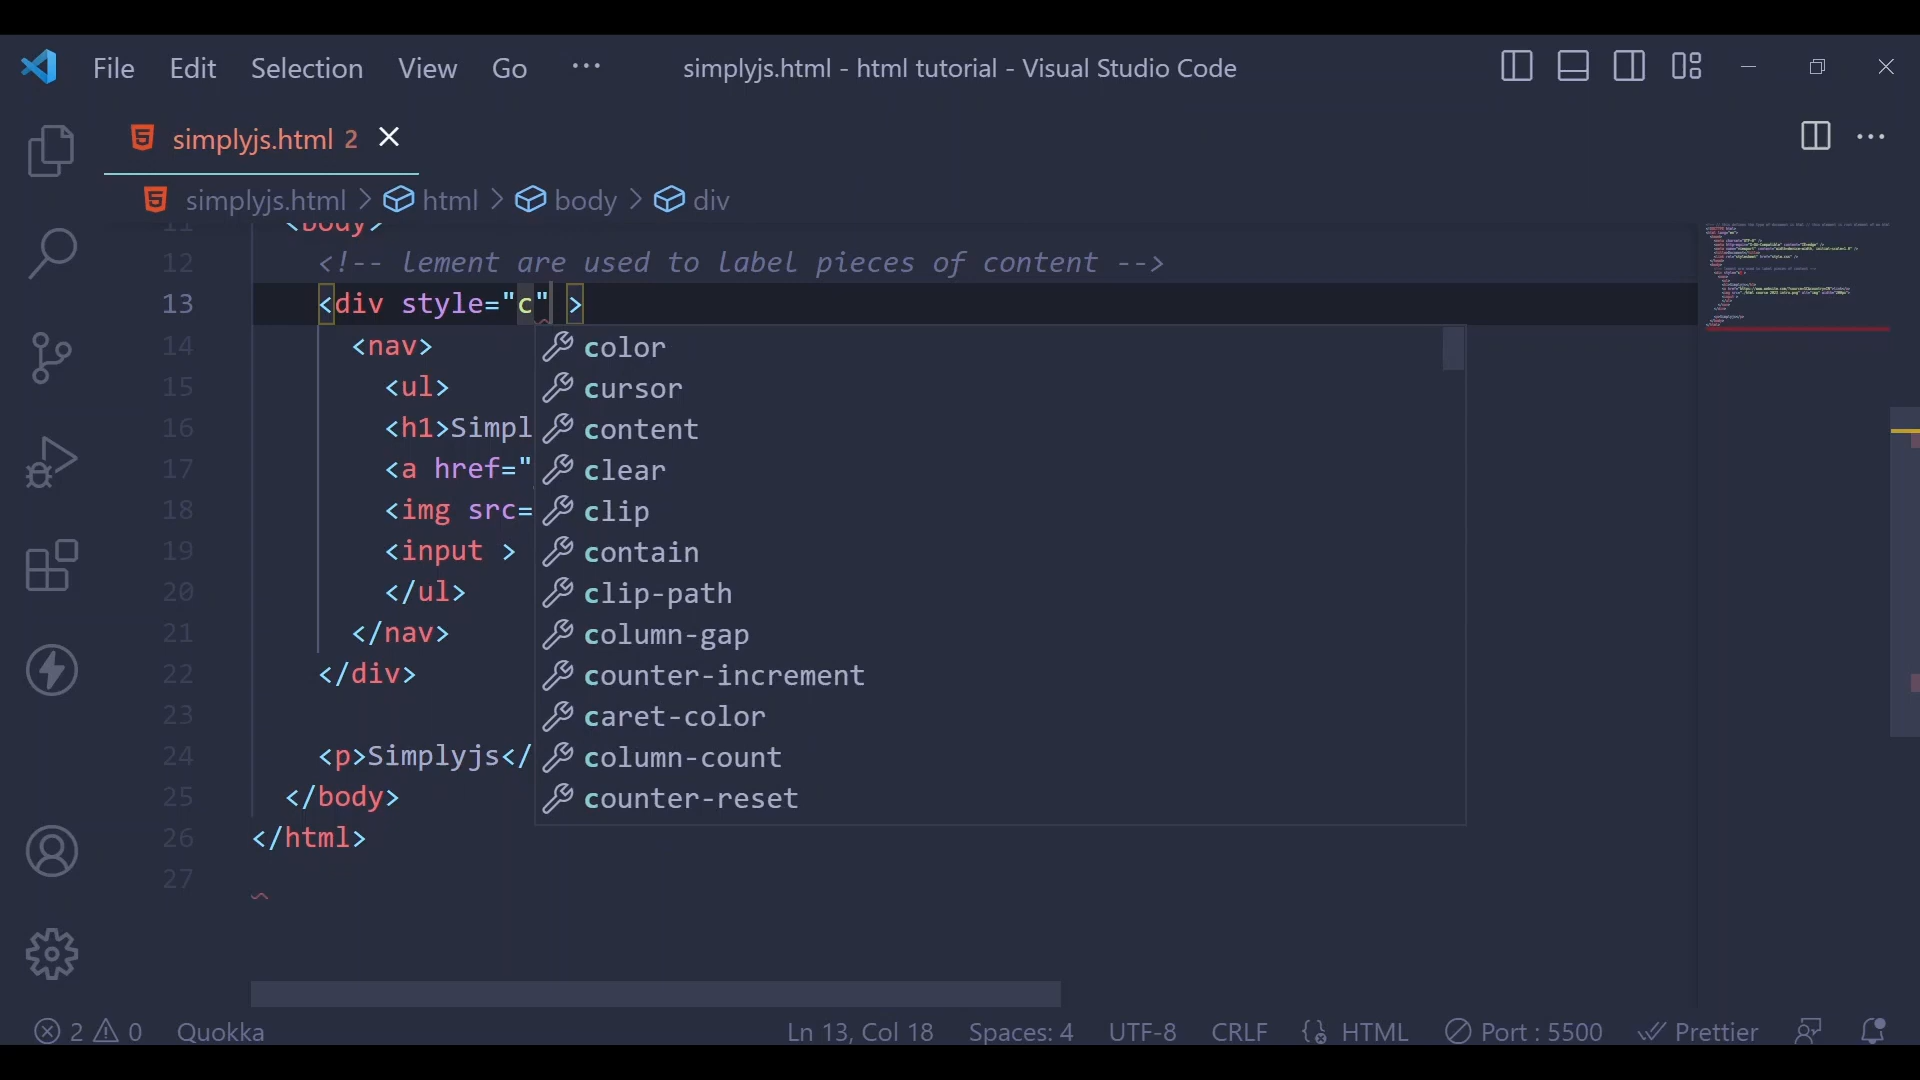 File Edit Selection View Go ··· simplyjs.html - html tutorial - Visual Studio Code
simplyjs.html 2
simplyjs.html > html > body > div
11 <body>
12 <!-- lement are used to label pieces of content -->
13 <div style="c" >
14 <nav>
color
cursor
15 <ul>
content
16 <h1>Simpl
clear
17 <a href="
clip
18 <img src=
contain
19 <input >
clip-path
20 </ul>
column-gap
21 </nav>
counter-increment
22 </div>
caret-color
23
column-count
24 <p>Simplyjs</
counter-reset
25 </body>
26 </html>
27
2 0 Quokka Ln 13, Col 18 Spaces: 4 UTF-8 CRLF HTML Port : 5500 Prettier